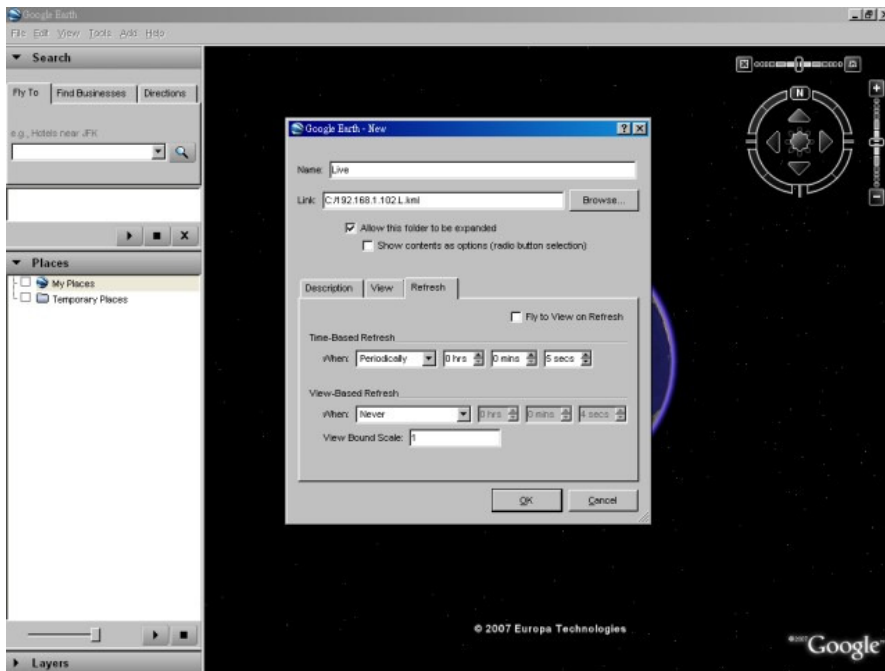 Google Earth
File Edit View Tools Add Help
Search
Fly To Find Businesses Directions
e.g., Hotels near JFK
X
Places
My Places
Temporary Places
Layers
Google Earth - New
? X
Name: Live
Link: C:/192.168.1.102.L.kml Browse...
Allow this folder to be expanded
Show contents as options (radio button selection)
Description View Refresh
Fly to View on Refresh
Time-Based Refresh
When: Periodically 0 hrs 0 mins 5 secs
View-Based Refresh
When: Never 0 hrs 0 mins 4 secs
View Bound Scale: 1
OK Cancel
N
© 2007 Europa Technologies
Google